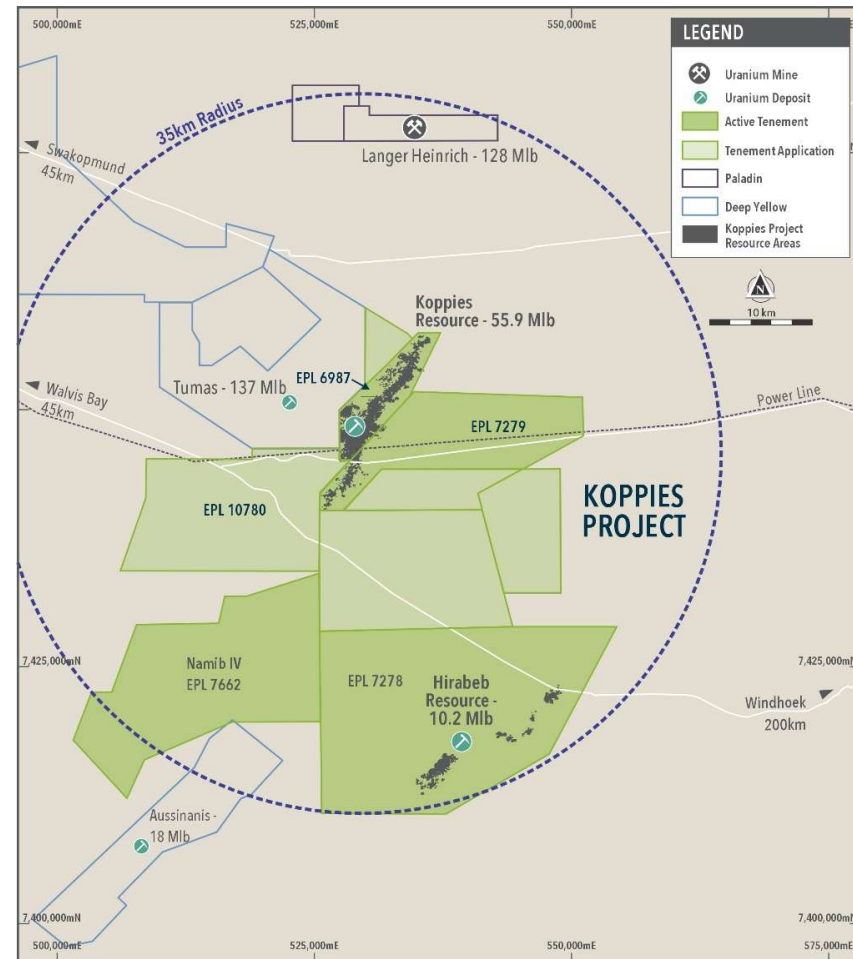 500,000mE
525,000mE
550,000mE
LEGEND
Uranium Mine
Uranium Deposit
Active Tenement
Tenement Application
Paladin
Deep Yellow
Koppies Project
Resource Areas
35km Radius
Swakopmund
45km
Langer Heinrich - 128 Mlb
N
10 km
Koppies
Resource - 55.9 Mlb
EPL 6987
Tumas - 137 Mlb
Walvis Bay
45km
Power Line
EPL 7279
KOPPIES
PROJECT
EPL 10780
7,425,000mN
7,425,000mN
Namib IV
EPL 7662
EPL 7278
Hirabeb
Resource -
10.2 Mlb
Windhoek
200km
Aussinanis -
18 Mlb
7,400,000mN
7,400,000mN
500,000mE
525,000mE
550,000mE
575,000mE